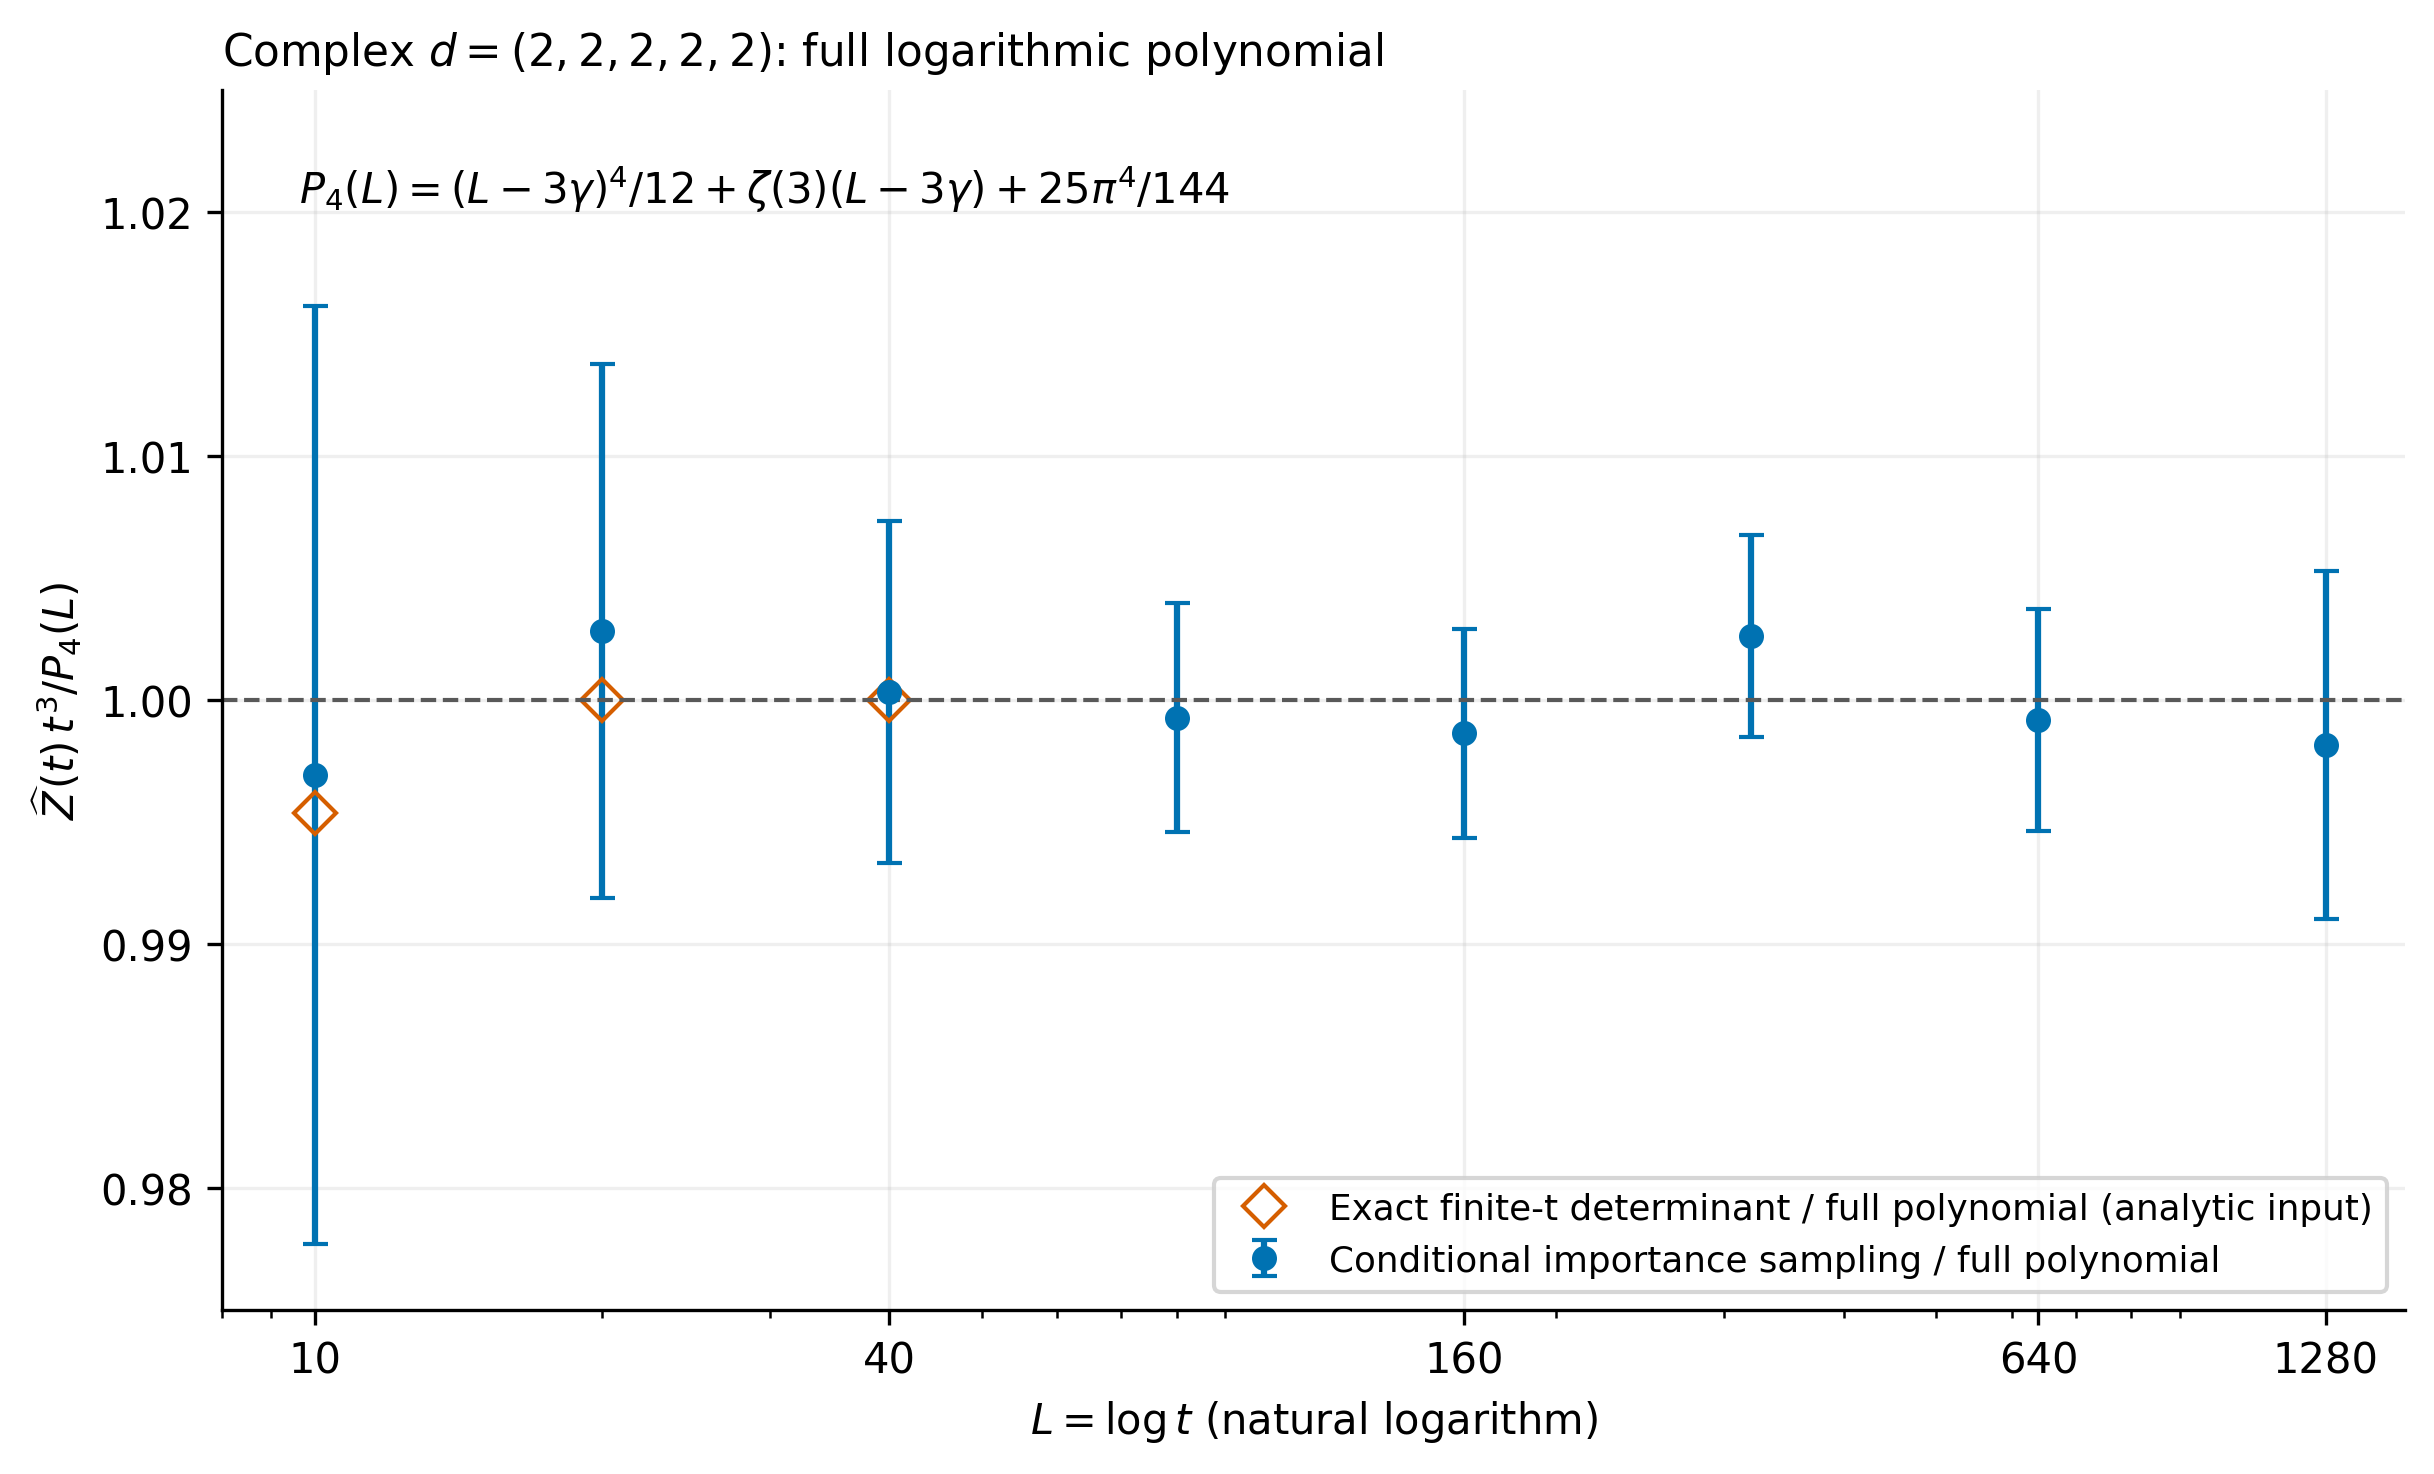 Complex d = (2, 2, 2, 2, 2): full logarithmic polynomial
P₄(L) = (L − 3γ)⁴/12 + ζ(3)(L − 3γ) + 25π⁴/144
1.02
1.01
1.00
0.99
0.98
Ẑ(t) t³/P₄(L)
Exact finite-t determinant / full polynomial (analytic input)
Conditional importance sampling / full polynomial
10 40 160 640 1280
L = log t (natural logarithm)